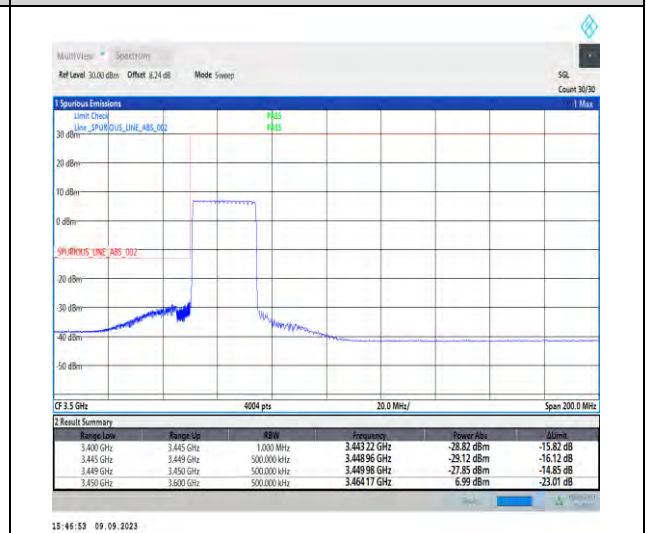 MultiView Spectrum
Ref Level 30.00 dBm Offset 8.24 dB Mode Sweep SGL
Count 30/30
1 Spurious Emissions 1 Max
Limit Check PASS
Line _SPURIOUS_LINE_ABS_002 PASS
30 dBm
20 dBm
10 dBm
0 dBm
_SPURIOUS_LINE_ABS_002
-20 dBm
-30 dBm
-40 dBm
-50 dBm
CF 3.5 GHz 4004 pts 20.0 MHz/ Span 200.0 MHz
2 Result Summary
Range Low Range Up RBW Frequency Power Abs ΔLimit
3.400 GHz 3.445 GHz 1.000 MHz 3.443 22 GHz -28.82 dBm -15.82 dB
3.445 GHz 3.449 GHz 500.000 kHz 3.448 96 GHz -29.12 dBm -16.12 dB
3.449 GHz 3.450 GHz 500.000 kHz 3.449 98 GHz -27.85 dBm -14.85 dB
3.450 GHz 3.600 GHz 500.000 kHz 3.464 17 GHz 6.99 dBm -23.01 dB
15:46:53 09.09.2023